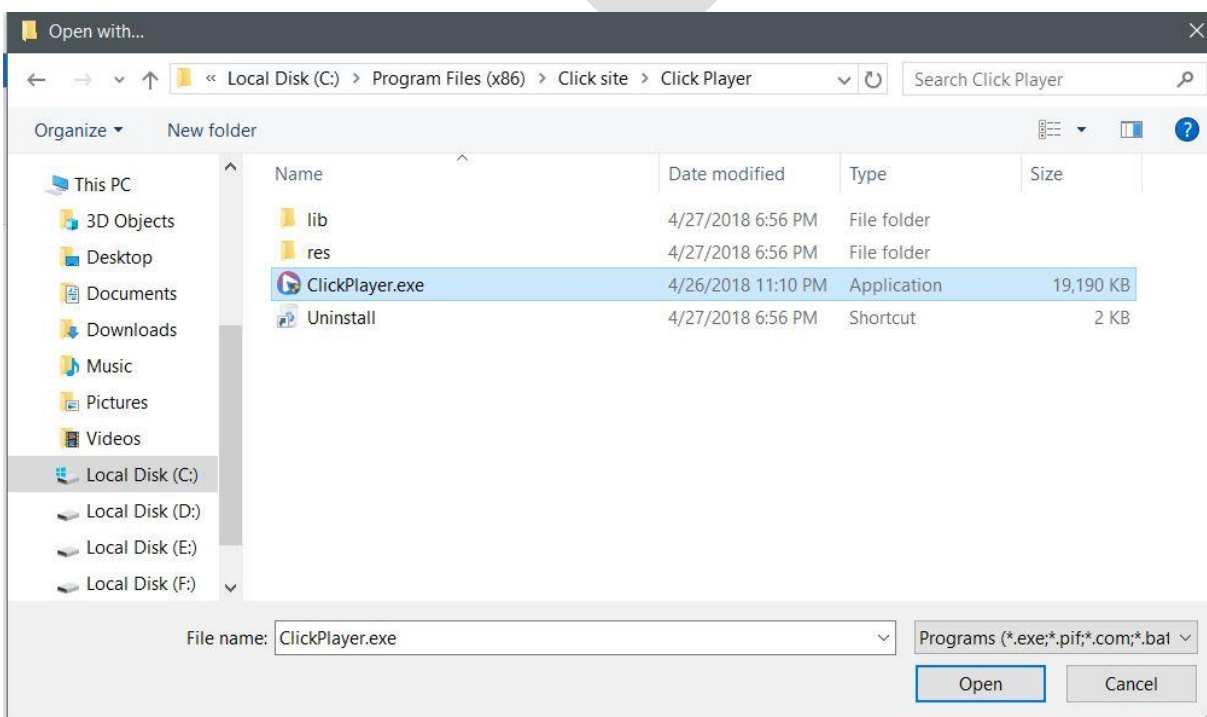 Open with...
« Local Disk (C:) > Program Files (x86) > Click site > Click Player
Search Click Player
Organize New folder
Name Date modified Type Size
This PC
3D Objects
Desktop
Documents
Downloads
Music
Pictures
Videos
Local Disk (C:)
Local Disk (D:)
Local Disk (E:)
Local Disk (F:)
lib 4/27/2018 6:56 PM File folder
res 4/27/2018 6:56 PM File folder
ClickPlayer.exe 4/26/2018 11:10 PM Application 19,190 KB
Uninstall 4/27/2018 6:56 PM Shortcut 2 KB
File name: ClickPlayer.exe
Programs (*.exe;*.pif;*.com;*.bat
Open Cancel